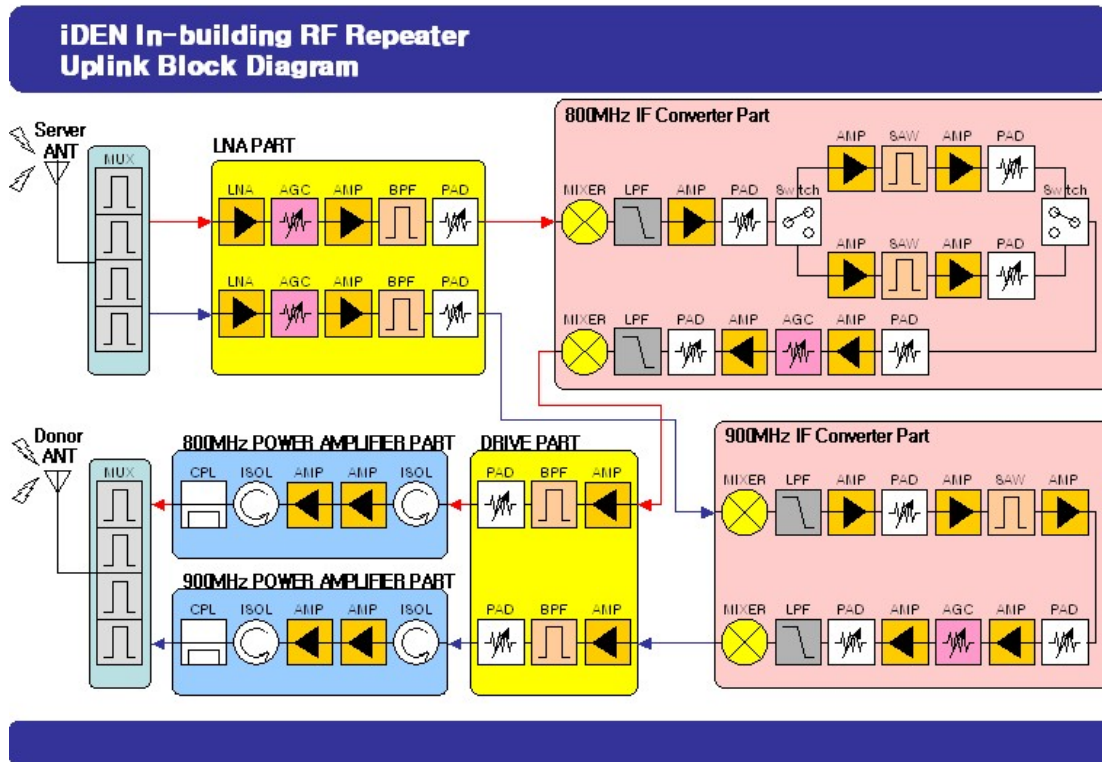 iDEN In-building RF Repeater
Uplink Block Diagram
Server
ANT
MUX
LNA PART
LNA AGC AMP BPF PAD
LNA AGC AMP BPF PAD
800MHz IF Converter Part
AMP SAW AMP PAD
MIXER LPF AMP PAD Switch Switch
AMP SAW AMP PAD
MIXER LPF PAD AMP AGC AMP PAD
Donor
ANT
MUX
800MHz POWER AMPLIFIER PART
CPL ISOL AMP AMP ISOL
900MHz POWER AMPLIFIER PART
CPL ISOL AMP AMP ISOL
DRIVE PART
PAD BPF AMP
PAD BPF AMP
900MHz IF Converter Part
MIXER LPF AMP PAD AMP SAW AMP
MIXER LPF PAD AMP AGC AMP PAD